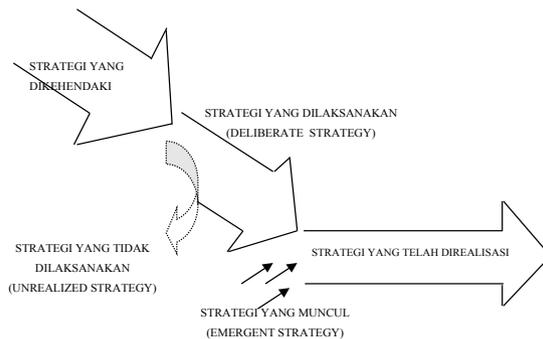 STRATEGI YANG
DIKEHENDAKI
STRATEGI YANG DILAKSANAKAN
(DELIBERATE STRATEGY)
STRATEGI YANG TIDAK
DILAKSANAKAN
(UNREALIZED STRATEGY)
STRATEGI YANG TELAH DIREALISASI
STRATEGI YANG MUNCUL
(EMERGENT STRATEGY)